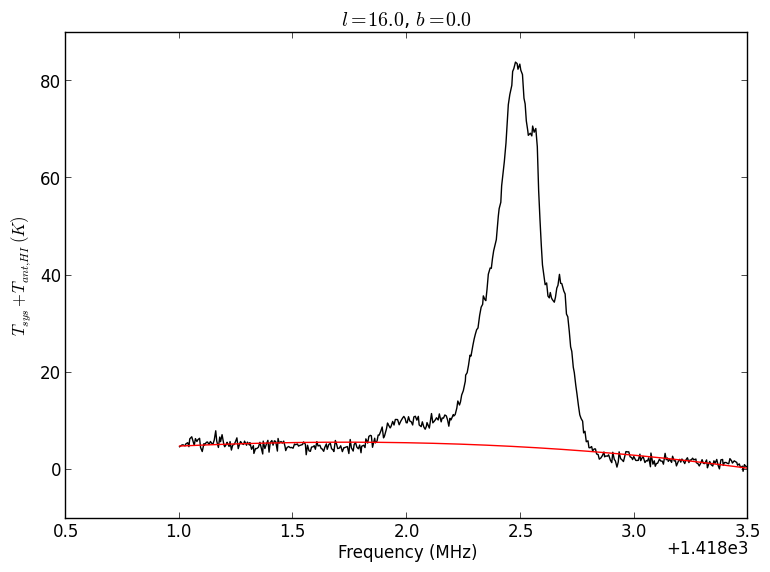 l=16.0, b=0.0
80
60
40
20
0
T_sys + T_ant,HI (K)
0.5 1.0 1.5 2.0 2.5 3.0 3.5
Frequency (MHz)
+1.418e3